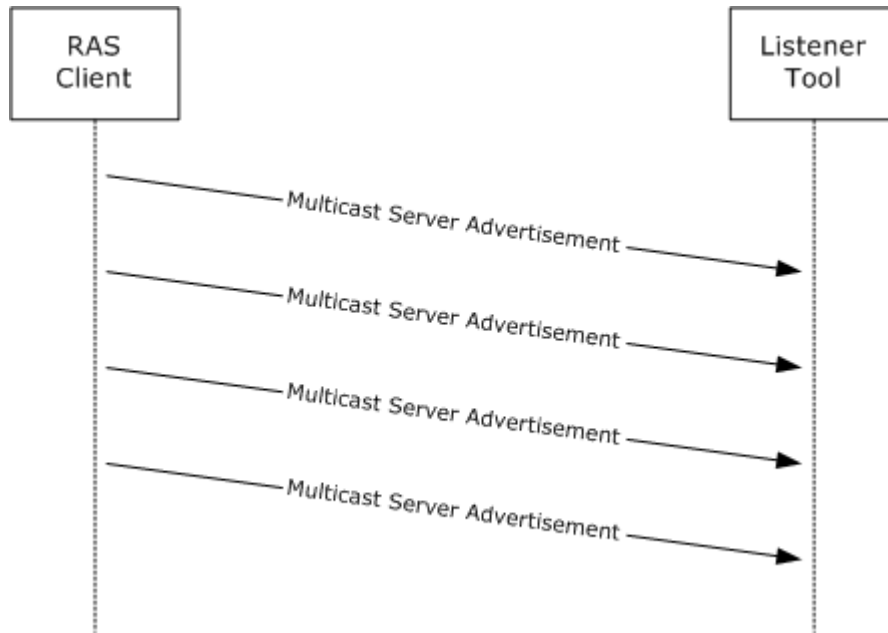 RAS
Client
Listener
Tool
Multicast Server Advertisement
Multicast Server Advertisement
Multicast Server Advertisement
Multicast Server Advertisement